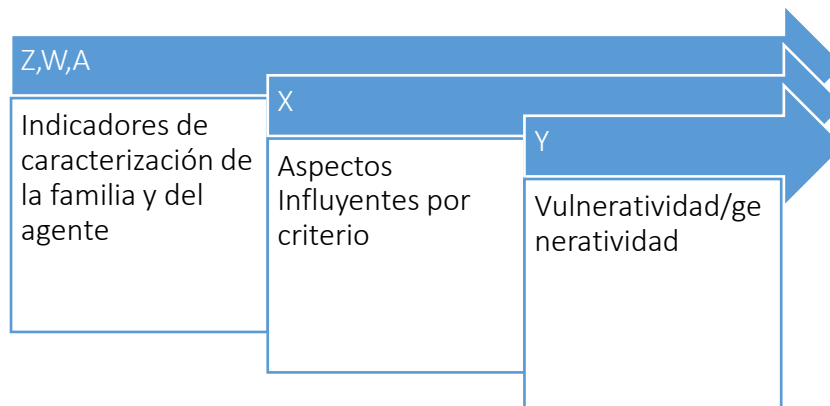 Z,W,A
Indicadores de
caracterización de
la familia y del
agente
X
Aspectos
Influyentes por
criterio
Y
Vulneratividad/ge
neratividad